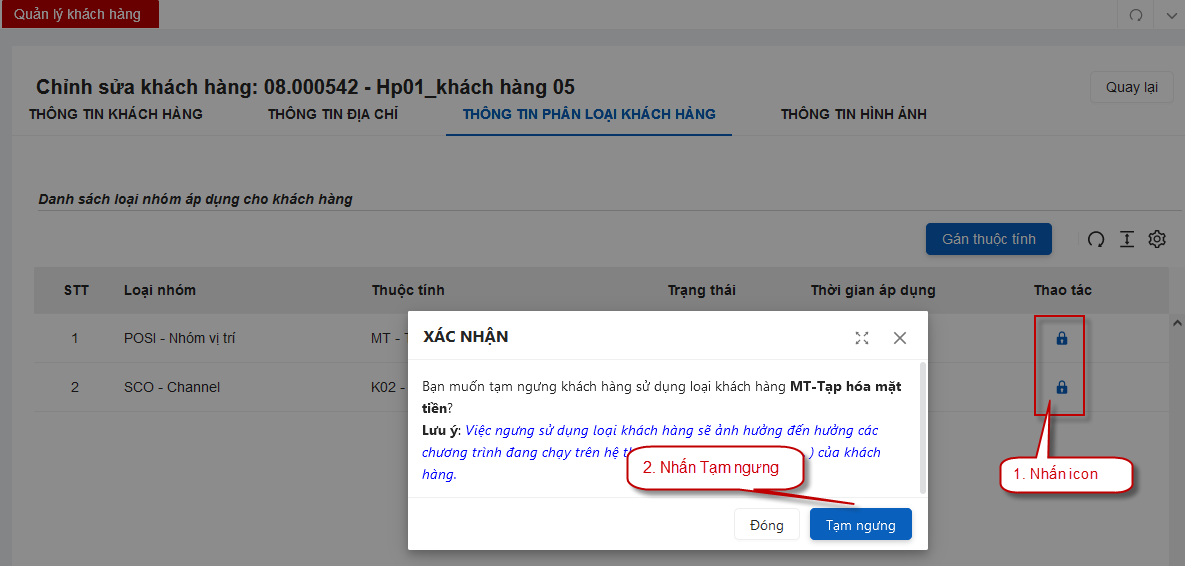 Quản lý khách hàng
Chỉnh sửa khách hàng: 08.000542 - Hp01_khách hàng 05
Quay lại
THÔNG TIN KHÁCH HÀNG THÔNG TIN ĐỊA CHỈ THÔNG TIN PHÂN LOẠI KHÁCH HÀNG THÔNG TIN HÌNH ẢNH
Danh sách loại nhóm áp dụng cho khách hàng
Gán thuộc tính
STT Loại nhóm Thuộc tính Trạng thái Thời gian áp dụng Thao tác
1 POSI - Nhóm vị trí MT -
2 SCO - Channel K02 -
XÁC NHẬN
Bạn muốn tạm ngưng khách hàng sử dụng loại khách hàng MT-Tạp hóa mặt
tiền?
Lưu ý: Việc ngưng sử dụng loại khách hàng sẽ ảnh hưởng đến hưởng các
chương trình đang chạy trên hệ ) của khách
hàng.
2. Nhấn Tạm ngưng
1. Nhấn icon
Đóng Tạm ngưng